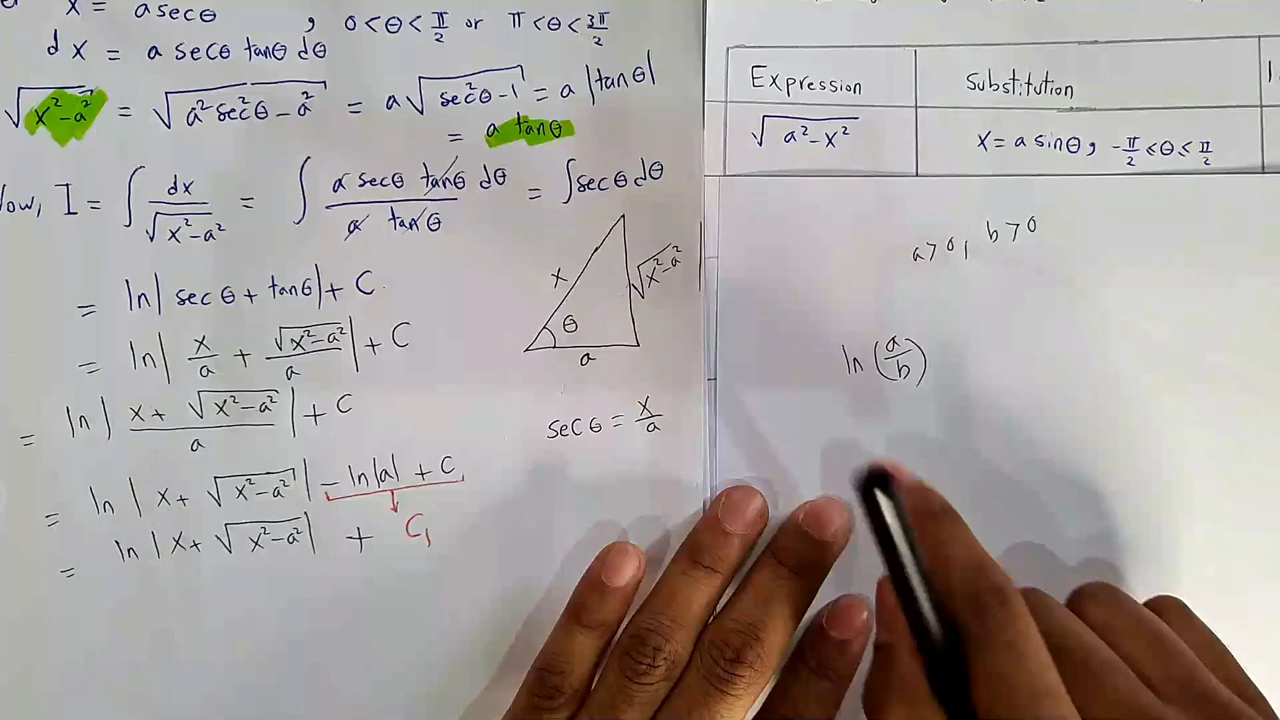 x = a secθ , 0 < θ < π/2 or π < θ < 3π/2
dx = a secθ tanθ dθ
√(x²-a²) = √(a² sec²θ - a²) = a√(sec²θ - 1) = a |tanθ|
= a tanθ
I = ∫ dx/√(x²-a²) = ∫ a secθ tanθ dθ / a tanθ = ∫ secθ dθ
= ln| secθ + tanθ | + C
= ln| x/a + √(x²-a²)/a | + C
= ln| (x + √(x²-a²))/a | + C
= ln | x + √(x²-a²) | - ln|a| + C
= ln | x + √(x²-a²) | + C₁
x
√(x²-a²)
θ
a
sec θ = x/a
Expression
Substitution
√(a² - x²)
x = a sinθ, -π/2 < θ ≤ π/2
a > 0, b > 0
ln (a/b)